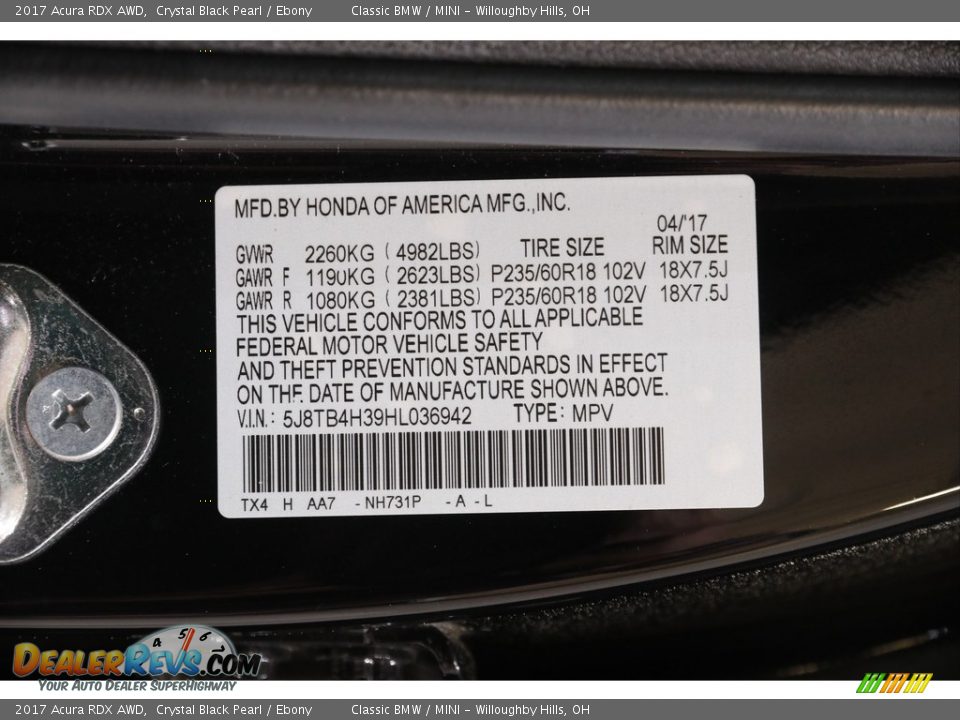 2017 Acura RDX AWD,  Crystal Black Pearl / Ebony        Classic BMW / MINI - Willoughby Hills, OH
MFD.BY HONDA OF AMERICA MFG.,INC.
04/'17
GVWR 2260KG ( 4982LBS) TIRE SIZE RIM SIZE
GAWR F 1190KG ( 2623LBS) P235/60R18 102V 18X7.5J
GAWR R 1080KG ( 2381LBS) P235/60R18 102V 18X7.5J
THIS VEHICLE CONFORMS TO ALL APPLICABLE
FEDERAL MOTOR VEHICLE SAFETY
AND THEFT PREVENTION STANDARDS IN EFFECT
ON THE DATE OF MANUFACTURE SHOWN ABOVE.
V.I.N.: 5J8TB4H39HL036942 TYPE: MPV
TX4 H AA7 - NH731P - A - L
4 5 6
DEALERREVS.COM
YOUR AUTO DEALER SUPERHIGHWAY
2017 Acura RDX AWD,  Crystal Black Pearl / Ebony        Classic BMW / MINI - Willoughby Hills, OH